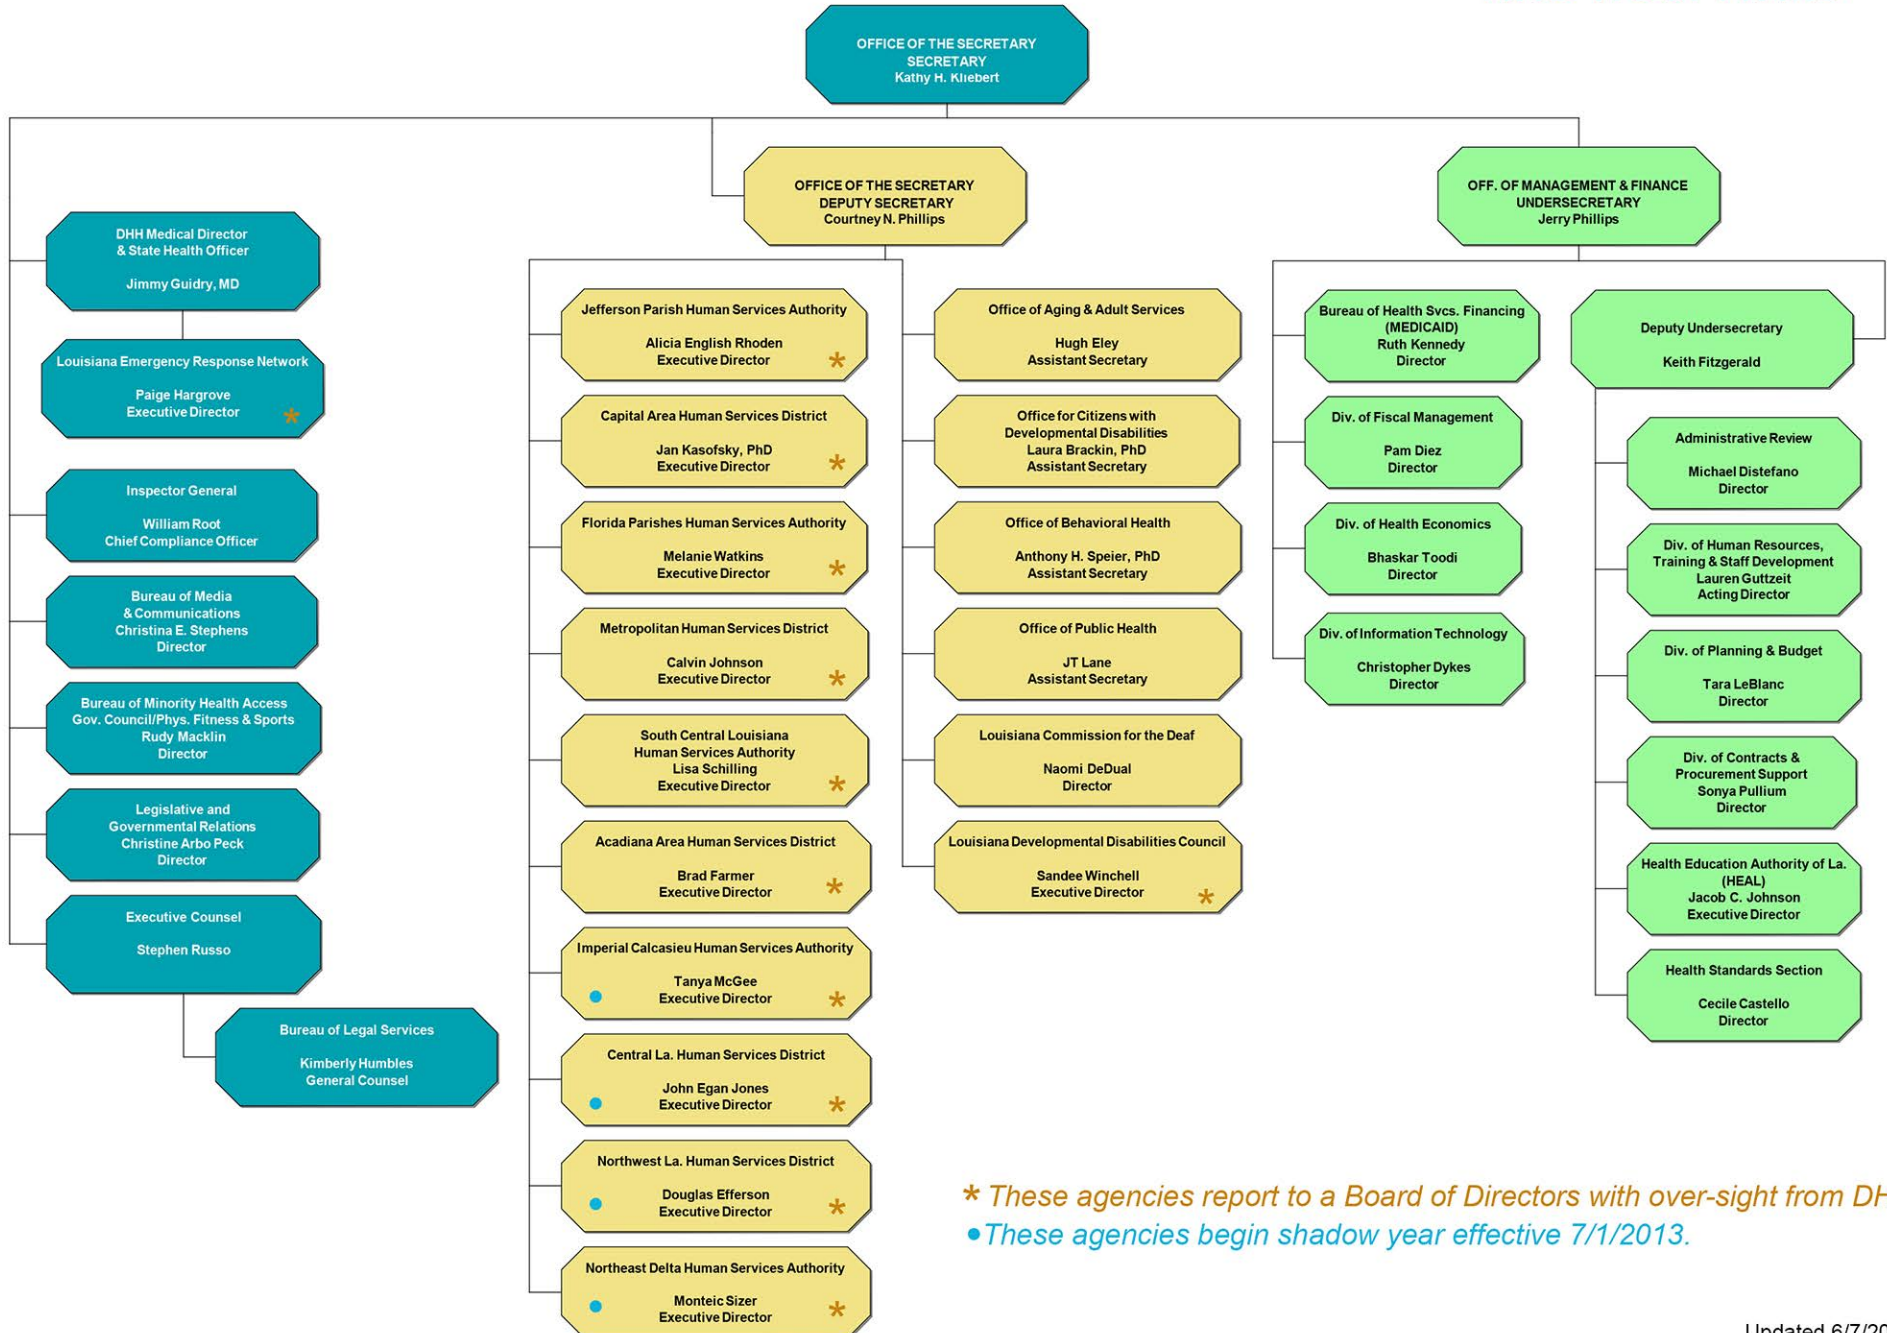 OFFICE OF THE SECRETARY
SECRETARY
Kathy H. Kliebert
OFFICE OF THE SECRETARY
DEPUTY SECRETARY
Courtney N. Phillips
OFF. OF MANAGEMENT & FINANCE
UNDERSECRETARY
Jerry Phillips
DHH Medical Director
& State Health Officer
Jimmy Guidry, MD
Louisiana Emergency Response Network
Paige Hargrove
Executive Director
*
Inspector General
William Root
Chief Compliance Officer
Bureau of Media
& Communications
Christina E. Stephens
Director
Bureau of Minority Health Access
Gov. Council/Phys. Fitness & Sports
Rudy Macklin
Director
Legislative and
Governmental Relations
Christine Arbo Peck
Director
Executive Counsel
Stephen Russo
Bureau of Legal Services
Kimberly Humbles
General Counsel
Jefferson Parish Human Services Authority
Alicia English Rhoden
Executive Director
*
Capital Area Human Services District
Jan Kasofsky, PhD
Executive Director
*
Florida Parishes Human Services Authority
Melanie Watkins
Executive Director
*
Metropolitan Human Services District
Calvin Johnson
Executive Director
*
South Central Louisiana
Human Services Authority
Lisa Schilling
Executive Director
*
Acadiana Area Human Services District
Brad Farmer
Executive Director
*
Imperial Calcasieu Human Services Authority
Tanya McGee
● Executive Director
*
Central La. Human Services District
John Egan Jones
● Executive Director
*
Northwest La. Human Services District
Douglas Efferson
● Executive Director
*
Northeast Delta Human Services Authority
Monteic Sizer
● Executive Director
*
Office of Aging & Adult Services
Hugh Eley
Assistant Secretary
Office for Citizens with
Developmental Disabilities
Laura Brackin, PhD
Assistant Secretary
Office of Behavioral Health
Anthony H. Speier, PhD
Assistant Secretary
Office of Public Health
JT Lane
Assistant Secretary
Louisiana Commission for the Deaf
Naomi DeDual
Director
Louisiana Developmental Disabilities Council
Sandee Winchell
Executive Director
*
Bureau of Health Svcs. Financing
(MEDICAID)
Ruth Kennedy
Director
Div. of Fiscal Management
Pam Diez
Director
Div. of Health Economics
Bhaskar Toodi
Director
Div. of Information Technology
Christopher Dykes
Director
Deputy Undersecretary
Keith Fitzgerald
Administrative Review
Michael Distefano
Director
Div. of Human Resources,
Training & Staff Development
Lauren Guttzeit
Acting Director
Div. of Planning & Budget
Tara LeBlanc
Director
Div. of Contracts &
Procurement Support
Sonya Pullium
Director
Health Education Authority of La.
(HEAL)
Jacob C. Johnson
Executive Director
Health Standards Section
Cecile Castello
Director
* These agencies report to a Board of Directors with over-sight from
● These agencies begin shadow year effective 7/1/2013.
Updated